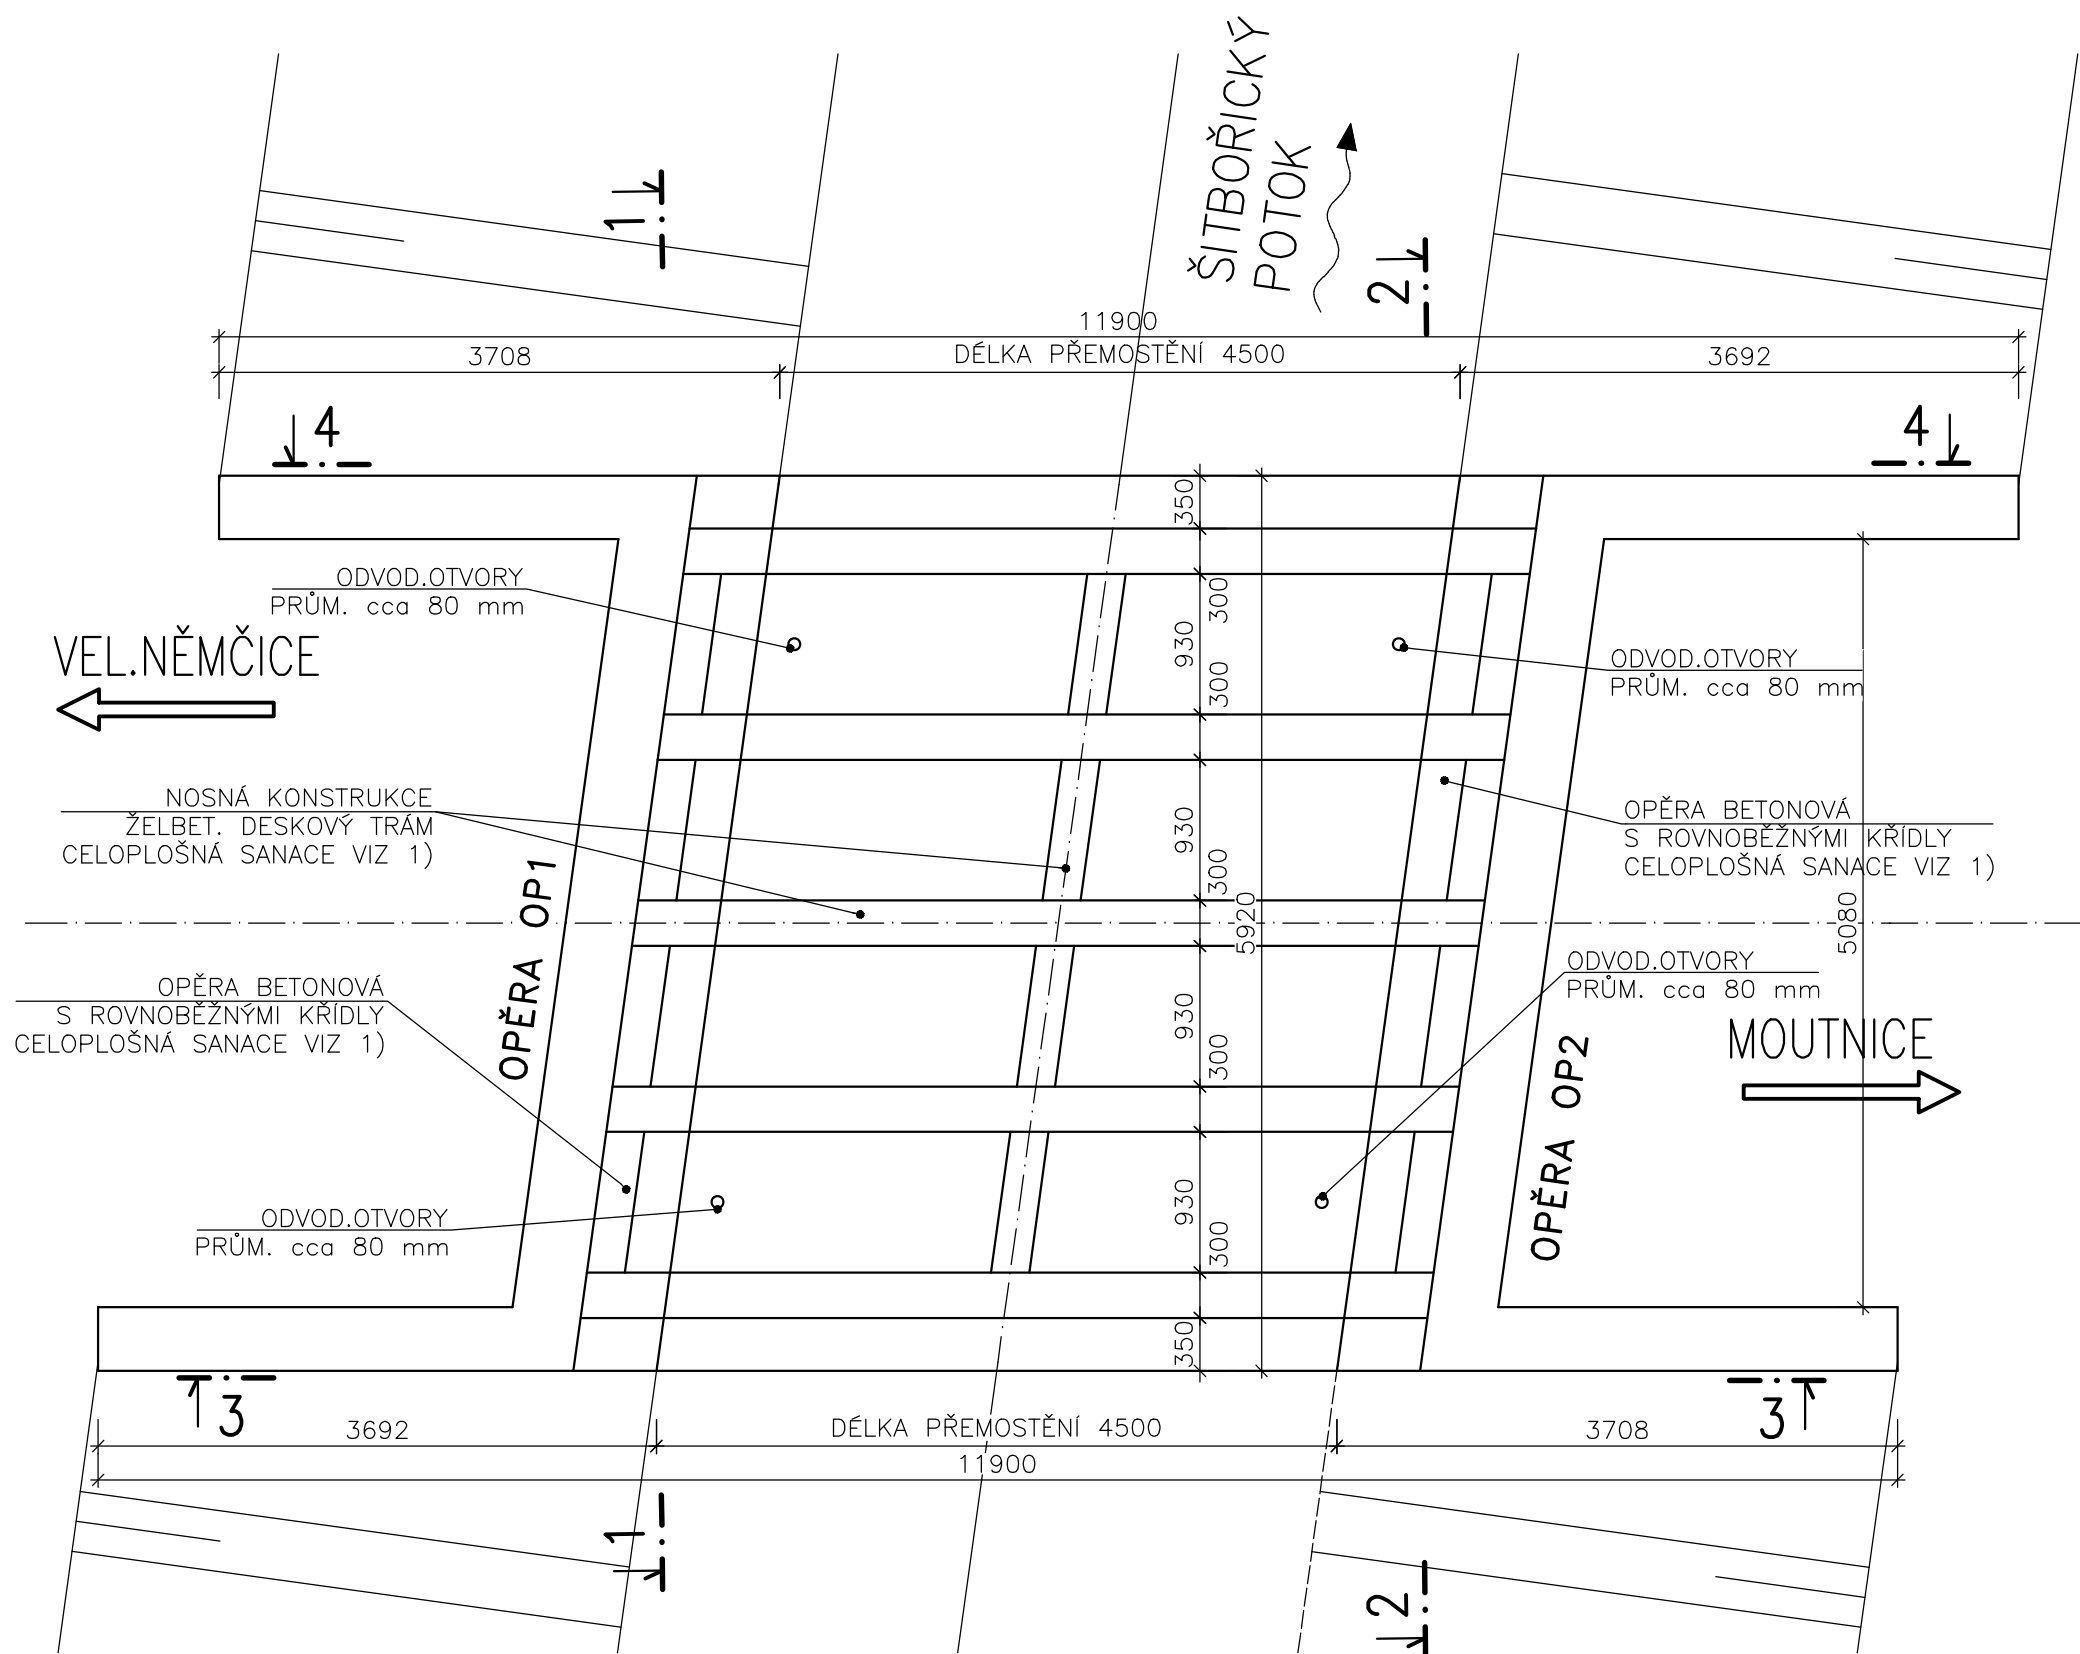 ŠITBOŘICKÝ
POTOK
1
2
11900
3708
DÉLKA PŘEMOSTĚNÍ 4500
3692
4
4
350
ODVOD.OTVORY
PRŮM. cca 80 mm
300
930
300
VEL.NĚMČICE
ODVOD.OTVORY
PRŮM. cca 80 mm
NOSNÁ KONSTRUKCE
ŽELBET. DESKOVÝ TRÁM
CELOPLOŠNÁ SANACE VIZ 1)
930
300
OPĚRA BETONOVÁ
S ROVNOBĚŽNÝMI KŘÍDLY
CELOPLOŠNÁ SANACE VIZ 1)
OPĚRA OP1
5920
5080
OPĚRA BETONOVÁ
S ROVNOBĚŽNÝMI KŘÍDLY
CELOPLOŠNÁ SANACE VIZ 1)
930
300
ODVOD.OTVORY
PRŮM. cca 80 mm
MOUTNICE
OPĚRA OP2
ODVOD.OTVORY
PRŮM. cca 80 mm
930
300
350
3
3
3692
DÉLKA PŘEMOSTĚNÍ 4500
3708
11900
1
2